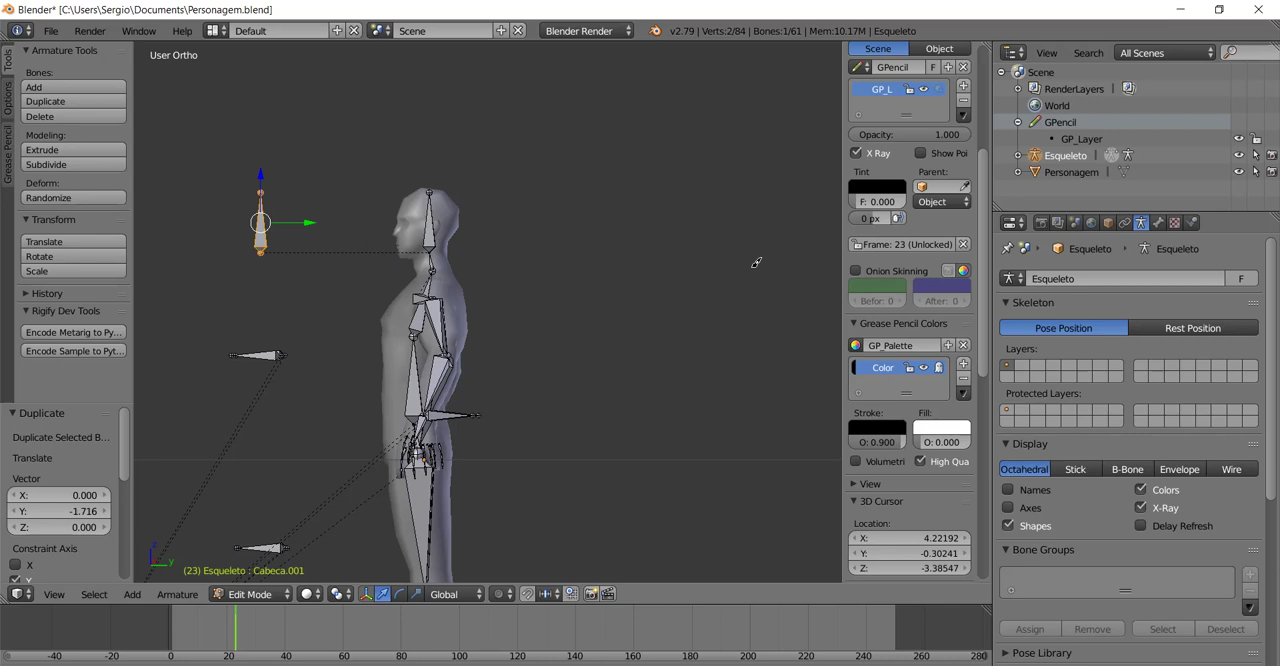 Blender* [C:\Users\Sergio\Documents\Personagem.blend]
File Render Window Help Default Scene Blender Render v2.79 | Verts:2/84 | Bones:1/61 | Mem:10.17M | Esqueleto
Tools
Options
Grease Pencil
Armature Tools
Bones:
Add
Duplicate
Delete
Modeling:
Extrude
Subdivide
Deform:
Randomize
Transform
Translate
Rotate
Scale
History
Rigify Dev Tools
Encode Metarig to Py...
Encode Sample to Pyt...
Duplicate
Duplicate Selected B...
Translate
Vector
X: 0.000
Y: -1.716
Z: 0.000
Constraint Axis
X
Y
User Ortho
z
y
(23) Esqueleto : Cabeca.001
View Select Add Armature Edit Mode Global
-40 -20 0 20 40 60 80 100 120 140 160 180 200 220 240 260 280
Scene Object
GPencil F
GP_L
Opacity: 1.000
X Ray Show Poi
Tint Parent:
F: 0.000 Object
0 px
Frame: 23 (Unlocked)
Onion Skinning
Befor: 0 After: 0
Grease Pencil Colors
GP_Palette
Color
Stroke: Fill:
O: 0.900 O: 0.000
Volumetri High Qua
View
3D Cursor
Location:
X: 4.22192
Y: -0.30241
Z: -3.38547
View Search All Scenes
Scene
RenderLayers
World
GPencil
GP_Layer
Esqueleto
Personagem
Esqueleto Esqueleto
Esqueleto F
Skeleton
Pose Position Rest Position
Layers:
Protected Layers:
Display
Octahedral Stick B-Bone Envelope Wire
Names Colors
Axes X-Ray
Shapes Delay Refresh
Bone Groups
Assign Remove Select Deselect
Pose Library